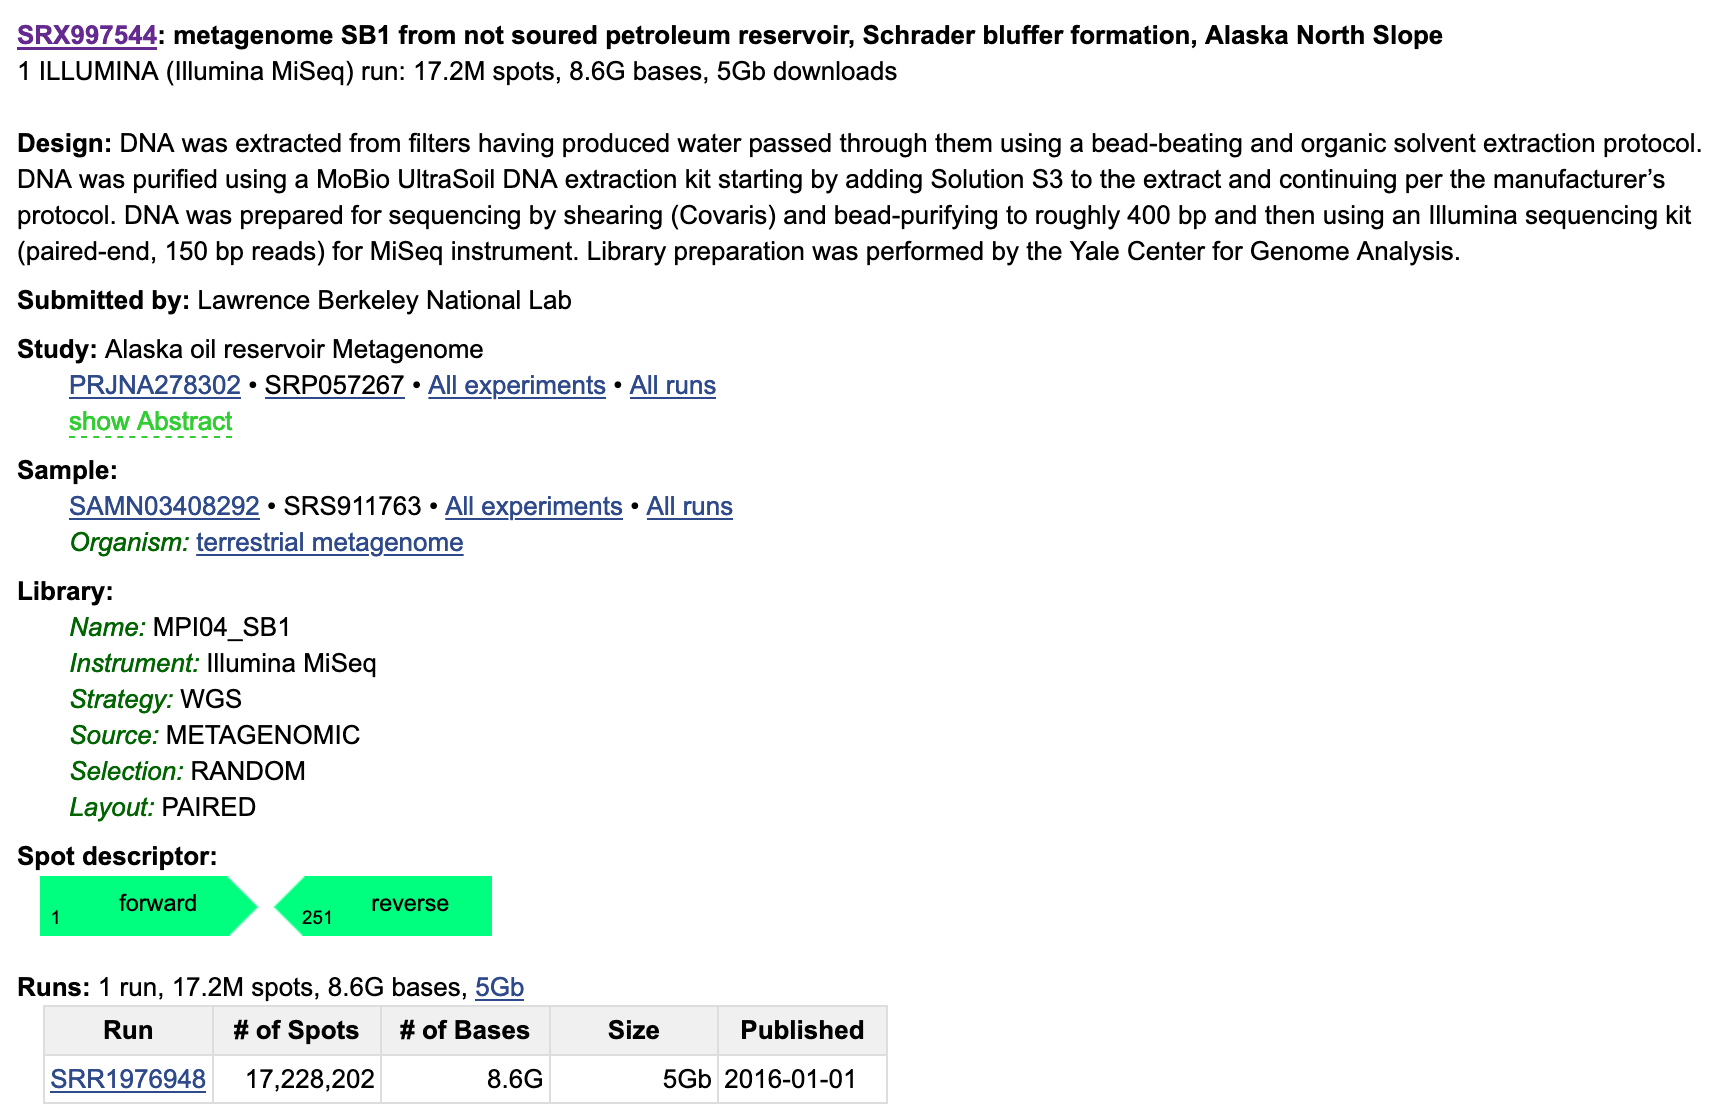 SRX997544: metagenome SB1 from not soured petroleum reservoir, Schrader bluffer formation, Alaska North Slope
1 ILLUMINA (Illumina MiSeq) run: 17.2M spots, 8.6G bases, 5Gb downloads
Design: DNA was extracted from filters having produced water passed through them using a bead-beating and organic solvent extraction protocol.
DNA was purified using a MoBio UltraSoil DNA extraction kit starting by adding Solution S3 to the extract and continuing per the manufacturer’s
protocol. DNA was prepared for sequencing by shearing (Covaris) and bead-purifying to roughly 400 bp and then using an Illumina sequencing kit
(paired-end, 150 bp reads) for MiSeq instrument. Library preparation was performed by the Yale Center for Genome Analysis.
Submitted by: Lawrence Berkeley National Lab
Study: Alaska oil reservoir Metagenome
PRJNA278302 • SRP057267 • All experiments • All runs
show Abstract
Sample:
SAMN03408292 • SRS911763 • All experiments • All runs
Organism: terrestrial metagenome
Library:
Name: MPI04_SB1
Instrument: Illumina MiSeq
Strategy: WGS
Source: METAGENOMIC
Selection: RANDOM
Layout: PAIRED
Spot descriptor:
1 forward 251 reverse
Runs: 1 run, 17.2M spots, 8.6G bases, 5Gb
Run # of Spots # of Bases Size Published
SRR1976948 17,228,202 8.6G 5Gb 2016-01-01